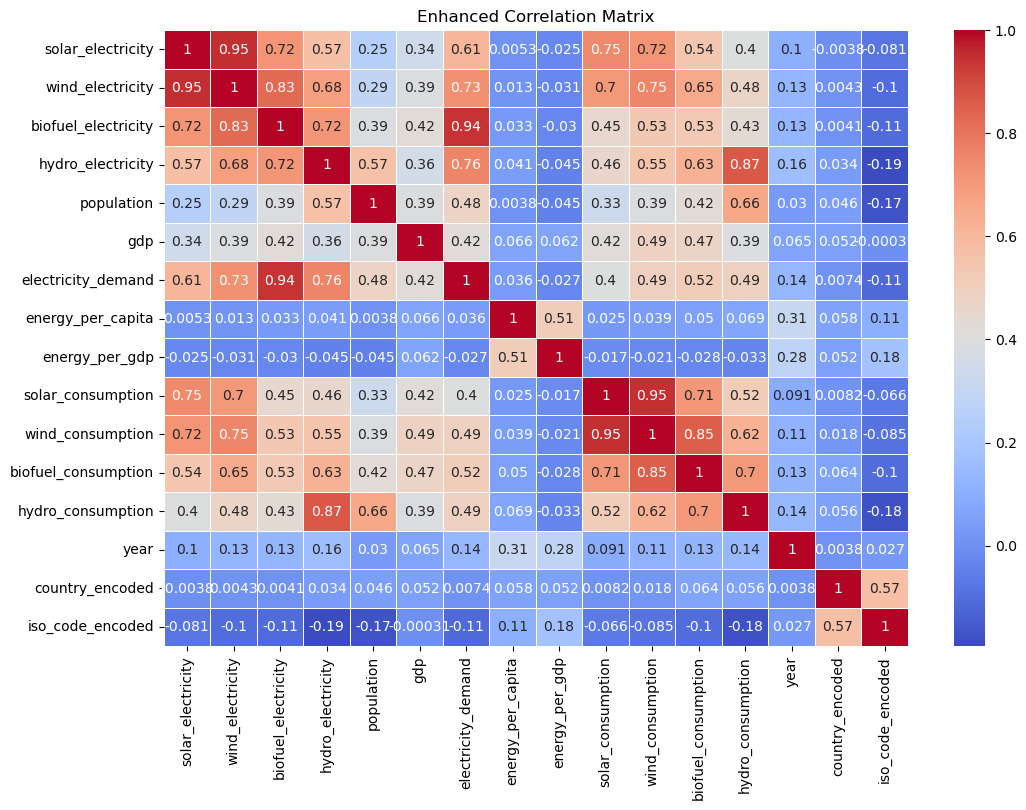 Enhanced Correlation Matrix
solar_electricity 1 0.95 0.72 0.57 0.25 0.34 0.61 0.0053 -0.025 0.75 0.72 0.54 0.4 0.1 -0.0038 -0.081
wind_electricity 0.95 1 0.83 0.68 0.29 0.39 0.73 0.013 -0.031 0.7 0.75 0.65 0.48 0.13 0.0043 -0.1
biofuel_electricity 0.72 0.83 1 0.72 0.39 0.42 0.94 0.033 -0.03 0.45 0.53 0.53 0.43 0.13 0.0041 -0.11
hydro_electricity 0.57 0.68 0.72 1 0.57 0.36 0.76 0.041 -0.045 0.46 0.55 0.63 0.87 0.16 0.034 -0.19
population 0.25 0.29 0.39 0.57 1 0.39 0.48 0.0038 -0.045 0.33 0.39 0.42 0.66 0.03 0.046 -0.17
gdp 0.34 0.39 0.42 0.36 0.39 1 0.42 0.066 0.062 0.42 0.49 0.47 0.39 0.065 0.052
electricity_demand 0.61 0.73 0.94 0.76 0.48 0.42 1 0.036 -0.027 0.4 0.49 0.52 0.49 0.14 0.0074 -0.11
energy_per_capita 0.0053 0.013 0.033 0.041 0.0038 0.066 0.036 1 0.51 0.025 0.039 0.05 0.069 0.31 0.058 0.11
energy_per_gdp -0.025 -0.031 -0.03 -0.045 -0.045 0.062 -0.027 0.51 1 -0.017 -0.021 -0.028 -0.033 0.28 0.052 0.18
solar_consumption 0.75 0.7 0.45 0.46 0.33 0.42 0.4 0.025 -0.017 1 0.95 0.71 0.52 0.091 0.0082 -0.066
wind_consumption 0.72 0.75 0.53 0.55 0.39 0.49 0.49 0.039 -0.021 0.95 1 0.85 0.62 0.11 0.018 -0.085
biofuel_consumption 0.54 0.65 0.53 0.63 0.42 0.47 0.52 0.05 -0.028 0.71 0.85 1 0.7 0.13 0.064 -0.1
hydro_consumption 0.4 0.48 0.43 0.87 0.66 0.39 0.49 0.069 -0.033 0.52 0.62 0.7 1 0.14 0.056 -0.18
year 0.1 0.13 0.13 0.16 0.03 0.065 0.14 0.31 0.28 0.091 0.11 0.13 0.14 1 0.0038 0.027
country_encoded -0.0038 0.0043 0.0041 0.034 0.046 0.052 0.0074 0.058 0.052 0.0082 0.018 0.064 0.056 0.0038 1 0.57
iso_code_encoded -0.081 -0.1 -0.11 -0.19 -0.17 -0.11 0.11 0.18 -0.066 -0.085 -0.1 -0.18 0.027 0.57 1
solar_electricity wind_electricity biofuel_electricity hydro_electricity population gdp electricity_demand energy_per_capita energy_per_gdp solar_consumption wind_consumption biofuel_consumption hydro_consumption year country_encoded iso_code_encoded
1.0
0.8
0.6
0.4
0.2
0.0